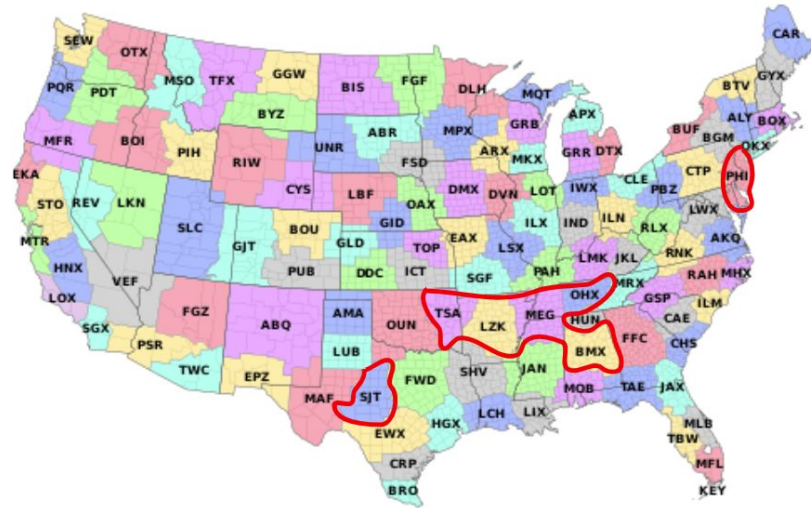 CAR
SEW OTX
MSO TFX GGW BIS FGF DLH GYX
PQR PDT BTV
BYZ MQT
ALY BOX
MFR BOI PIH UNR ABR MPX GRB APX BUF BGM
RIW FSD ARX MKX GRR DTX OKX
EKA CYS LBF DMX DVN LOT IWX CLE PBZ CTP PHI
STO REV LKN SLC BOU GID OAX ILX IND ILN LWX
MTR GJT GLD TOP EAX LSX RLX AKQ
HNX VEF PUB DDC ICT SGF PAH LMK JKL RNK
LOX OHX MRX RAH MHX
SGX FGZ ABQ AMA OUN TSA LZK MEG HUN GSP ILM
PSR LUB BMX FFC CAE
TWC EPZ MAF SJT FWD SHV JAN CHS
MOB TAE JAX
EWX HGX LCH LIX MLB
CRP TBW
BRO MFL
KEY